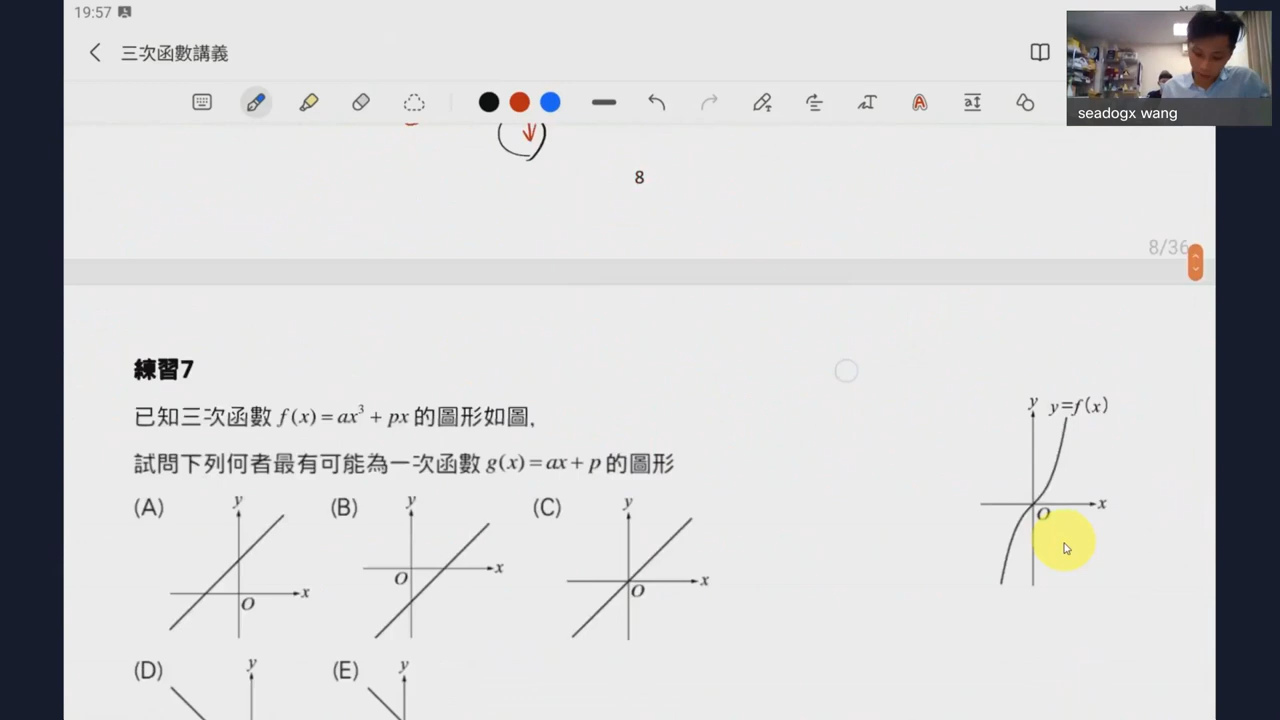 19:57
三次函數講義
seadogx wang
8
8/36
練習7
已知三次函數 f(x) = ax³ + px 的圖形如圖,
試問下列何者最有可能為一次函數 g(x) = ax + p 的圖形
y y=f(x)
x
O
(A) y x O
(B) y x O
(C) y x O
(D) y
(E) y